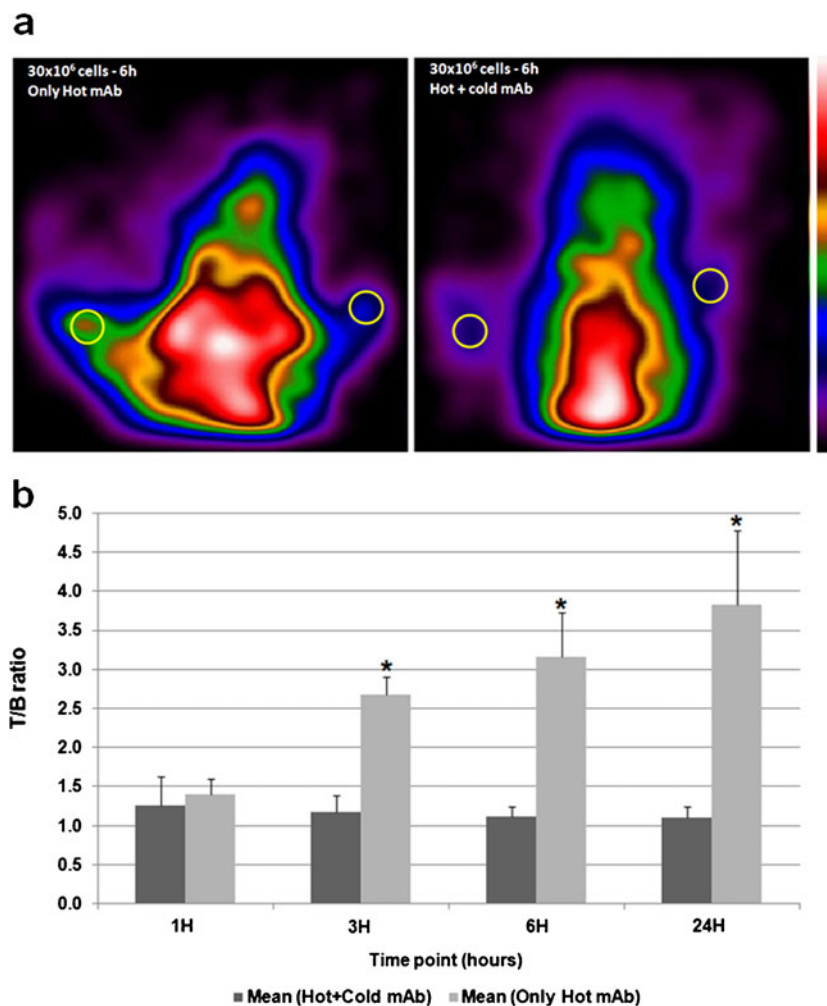 a
30x10⁶ cells - 6h
Only Hot mAb
30x10⁶ cells - 6h
Hot + cold mAb
b
5.0
4.5
4.0
3.5
3.0
2.5
2.0
1.5
1.0
0.5
0.0
T/B ratio
*
*
*
1H 3H 6H 24H
Time point (hours)
Mean (Hot+Cold mAb) Mean (Only Hot mAb)